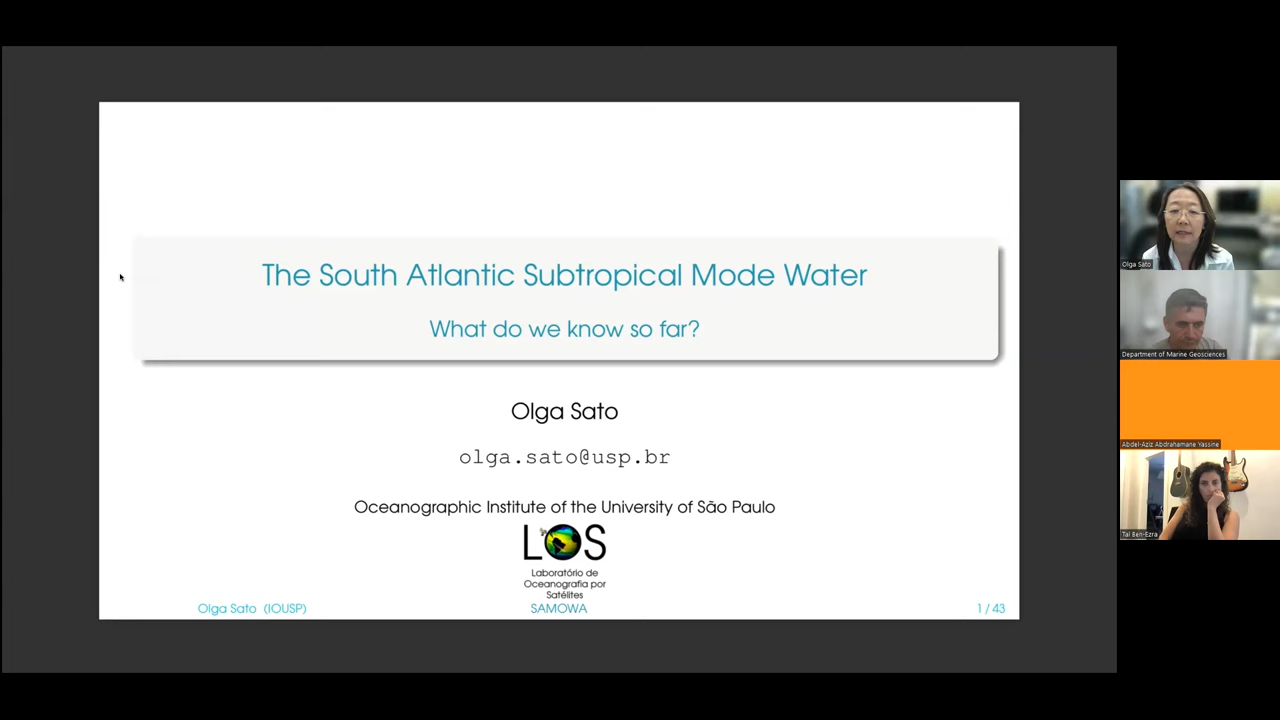 The South Atlantic Subtropical Mode Water
What do we know so far?
Olga Sato
olga.sato@usp.br
Oceanographic Institute of the University of São Paulo
LOS
Laboratório de
Oceanografia por
Satélites
Olga Sato (IOUSP)
SAMOWA
1 / 43
Olga Sato
Department of Marine Geosciences
Abdel-Aziz Abdrahamane Yassine
Tal Ben-Ezra